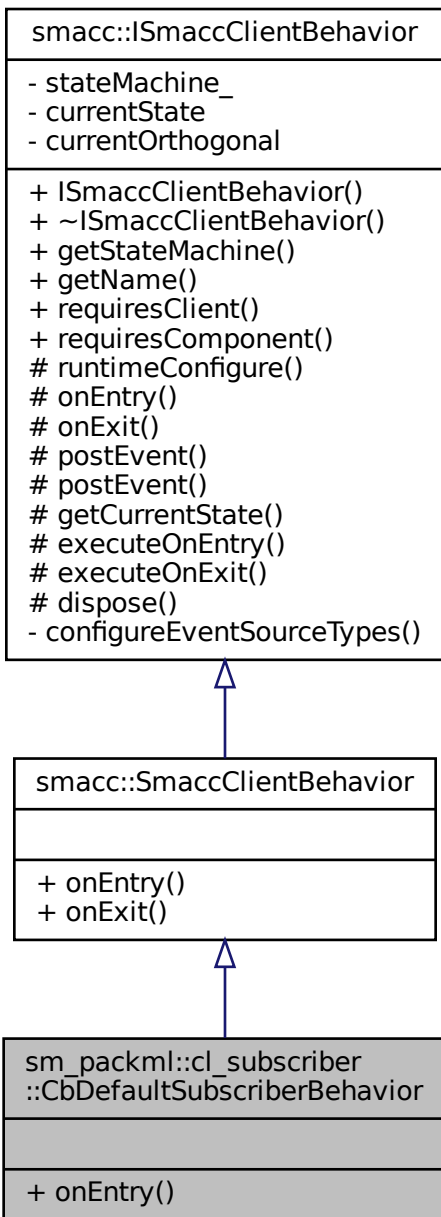 smacc::ISmaccClientBehavior
- stateMachine_
- currentState
- currentOrthogonal
+ ISmaccClientBehavior()
+ ~ISmaccClientBehavior()
+ getStateMachine()
+ getName()
+ requiresClient()
+ requiresComponent()
# runtimeConfigure()
# onEntry()
# onExit()
# postEvent()
# postEvent()
# getCurrentState()
# executeOnEntry()
# executeOnExit()
# dispose()
- configureEventSourceTypes()
smacc::SmaccClientBehavior
+ onEntry()
+ onExit()
sm_packml::cl_subscriber
::CbDefaultSubscriberBehavior
+ onEntry()